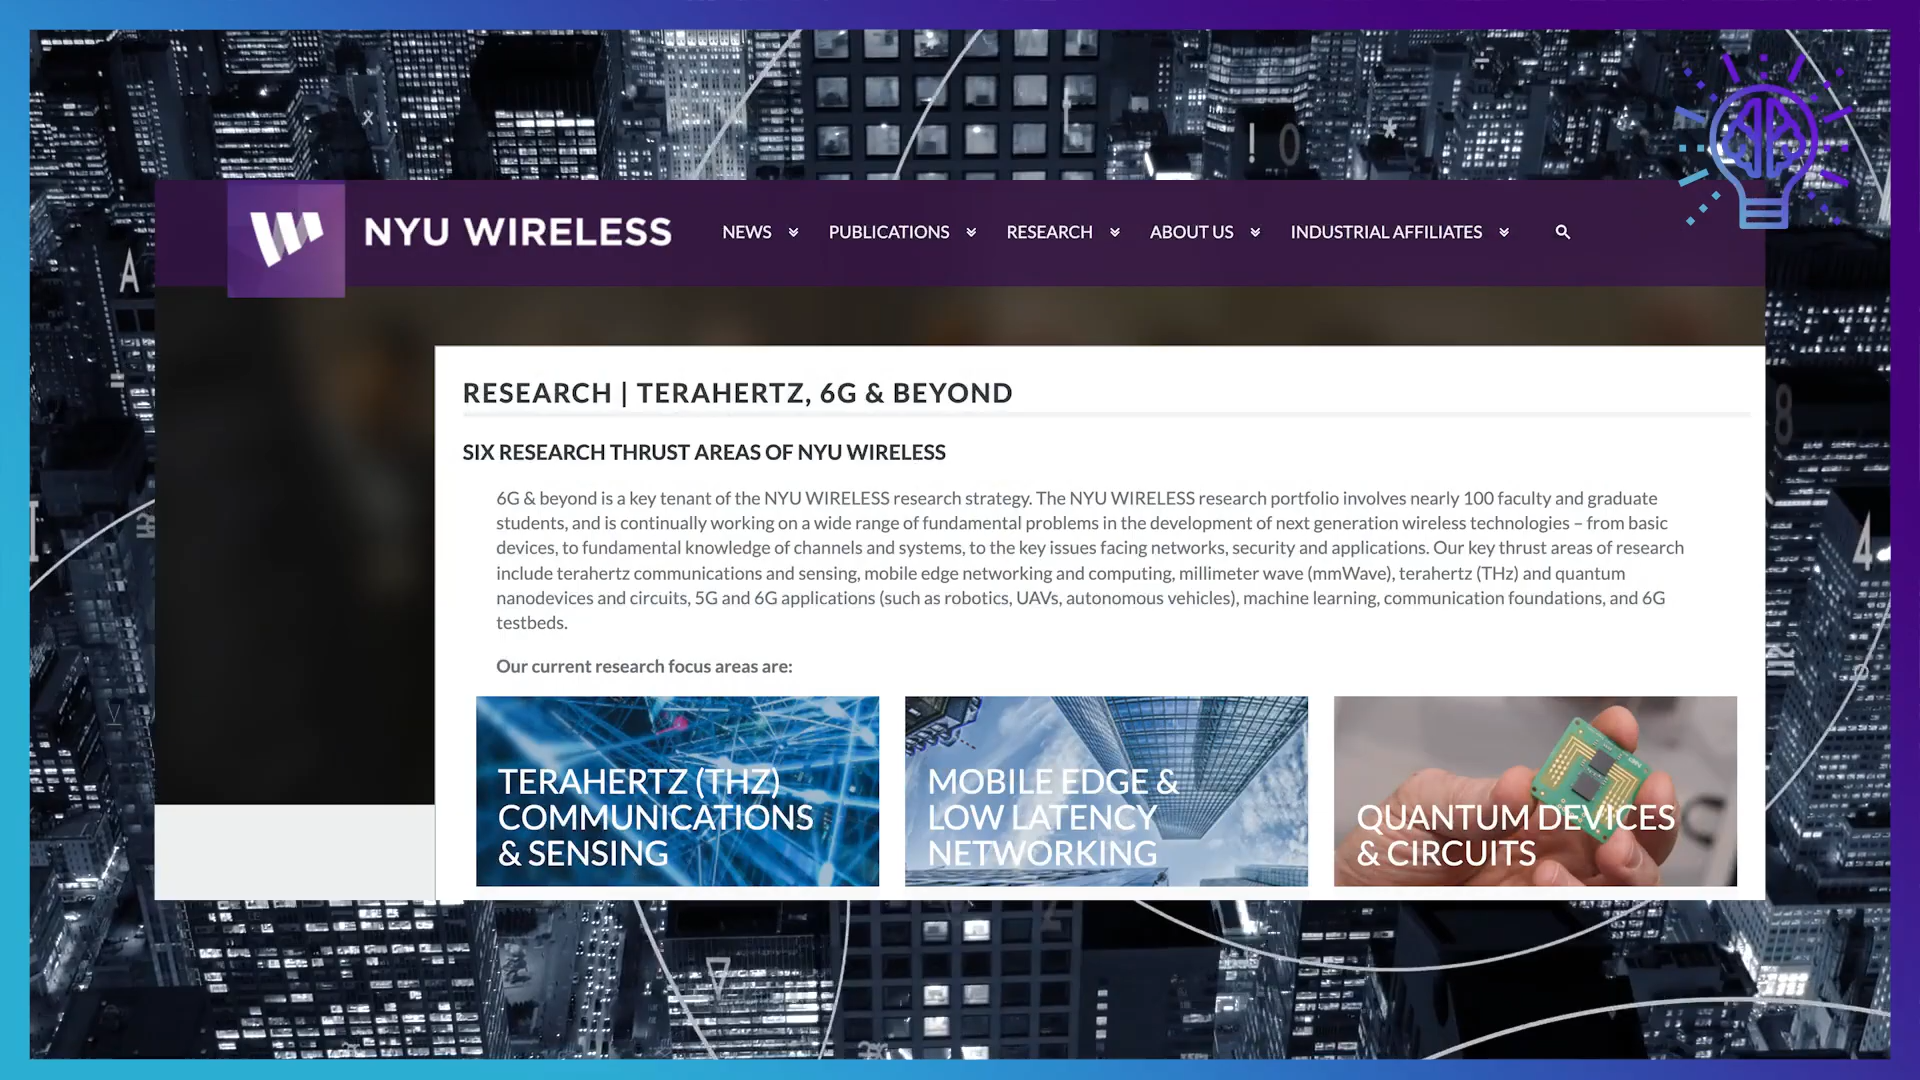 NYU WIRELESS
NEWS
PUBLICATIONS
RESEARCH
ABOUT US
INDUSTRIAL AFFILIATES
RESEARCH | TERAHERTZ, 6G & BEYOND
SIX RESEARCH THRUST AREAS OF NYU WIRELESS
6G & beyond is a key tenant of the NYU WIRELESS research strategy. The NYU WIRELESS research portfolio involves nearly 100 faculty and graduate
students, and is continually working on a wide range of fundamental problems in the development of next generation wireless technologies – from basic
devices, to fundamental knowledge of channels and systems, to the key issues facing networks, security and applications. Our key thrust areas of research
include terahertz communications and sensing, mobile edge networking and computing, millimeter wave (mmWave), terahertz (THz) and quantum
nanodevices and circuits, 5G and 6G applications (such as robotics, UAVs, autonomous vehicles), machine learning, communication foundations, and 6G
testbeds.
Our current research focus areas are:
TERAHERTZ (THZ)
COMMUNICATIONS
& SENSING
MOBILE EDGE &
LOW LATENCY
NETWORKING
QUANTUM DEVICES
& CIRCUITS